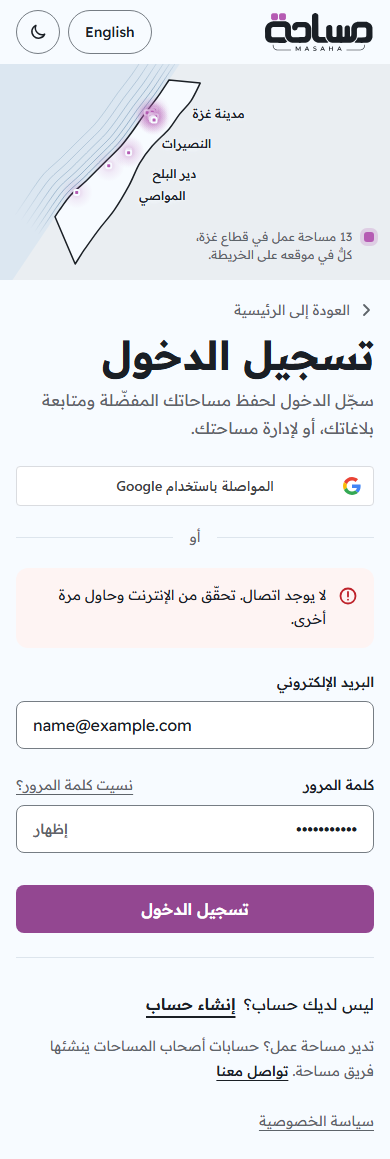 مساحة
MASAHA
English
مدينة غزة
النصيرات
دير البلح
المواصي
13 مساحة عمل في قطاع غزة،
كلٌّ في موقعه على الخريطة.
العودة إلى الرئيسية
تسجيل الدخول
سجّل الدخول لحفظ مساحاتك المفضّلة ومتابعة
بلاغاتك، أو لإدارة مساحتك.
المواصلة باستخدام Google
أو
لا يوجد اتصال. تحقّق من الإنترنت وحاول مرة
أخرى.
البريد الإلكتروني
name@example.com
كلمة المرور
نسيت كلمة المرور؟
إظهار
تسجيل الدخول
ليس لديك حساب؟ إنشاء حساب
تدير مساحة عمل؟ حسابات أصحاب المساحات ينشئها
فريق مساحة. تواصل معنا
سياسة الخصوصية